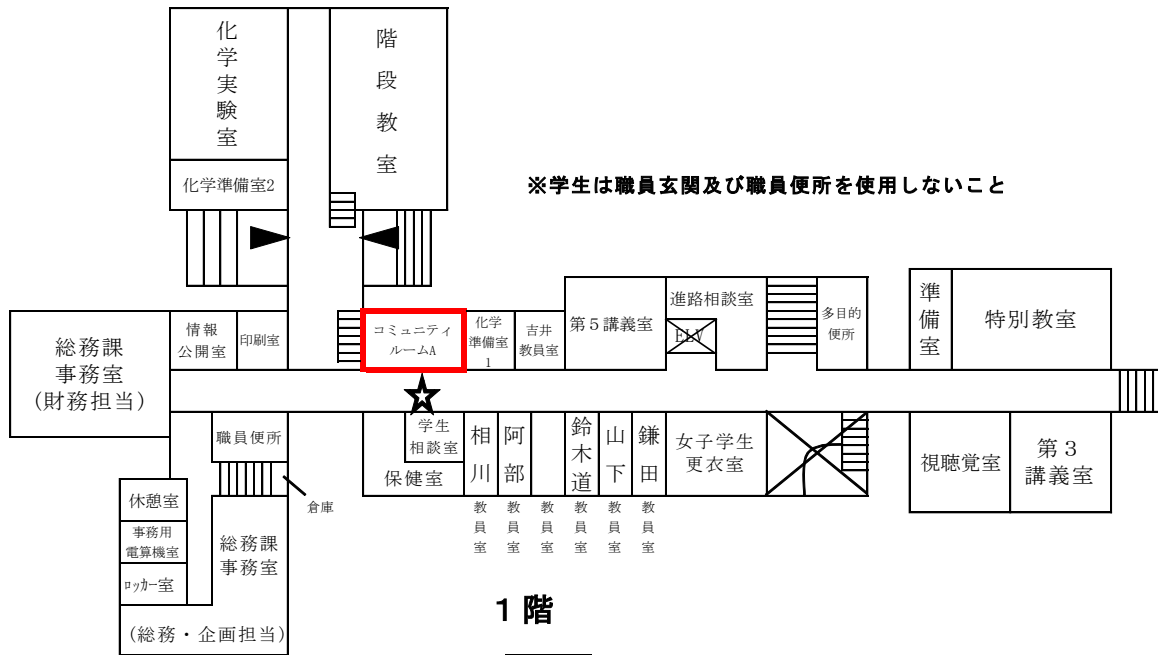 化学実験室
階段教室
化学準備室2
※学生は職員玄関及び職員便所を使用しないこと
総務課
事務室
(財務担当)
情報
公開室
印刷室
コミュニティ
ルームA
化学
準備室
1
吉井
教員室
第５講義室
進路相談室
ELV
多目的
便所
準備室
特別教室
職員便所
学生
相談室
保健室
相川
阿部
鈴木道
山下
鎌田
女子学生
更衣室
視聴覚室
第３
講義室
教員室
教員室
教員室
教員室
教員室
教員室
倉庫
休憩室
事務用
電算機室
ﾛｯｶｰ室
総務課
事務室
(総務・企画担当)
１階